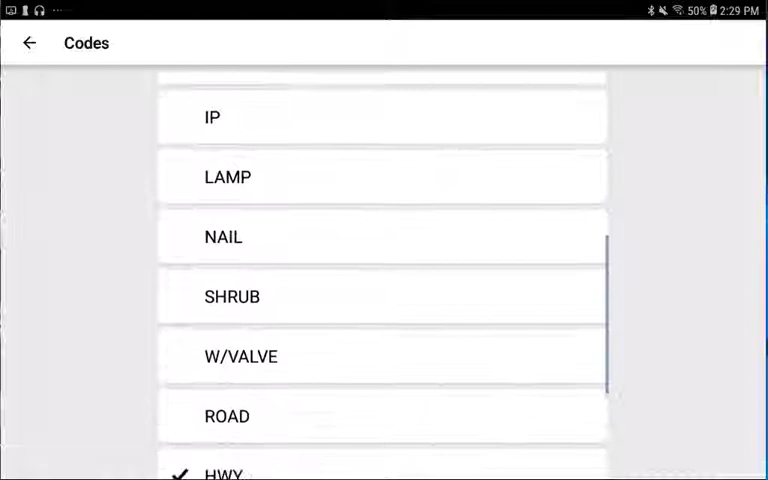 50% 2:29 PM
Codes
IP
LAMP
NAIL
SHRUB
W/VALVE
ROAD
HWY